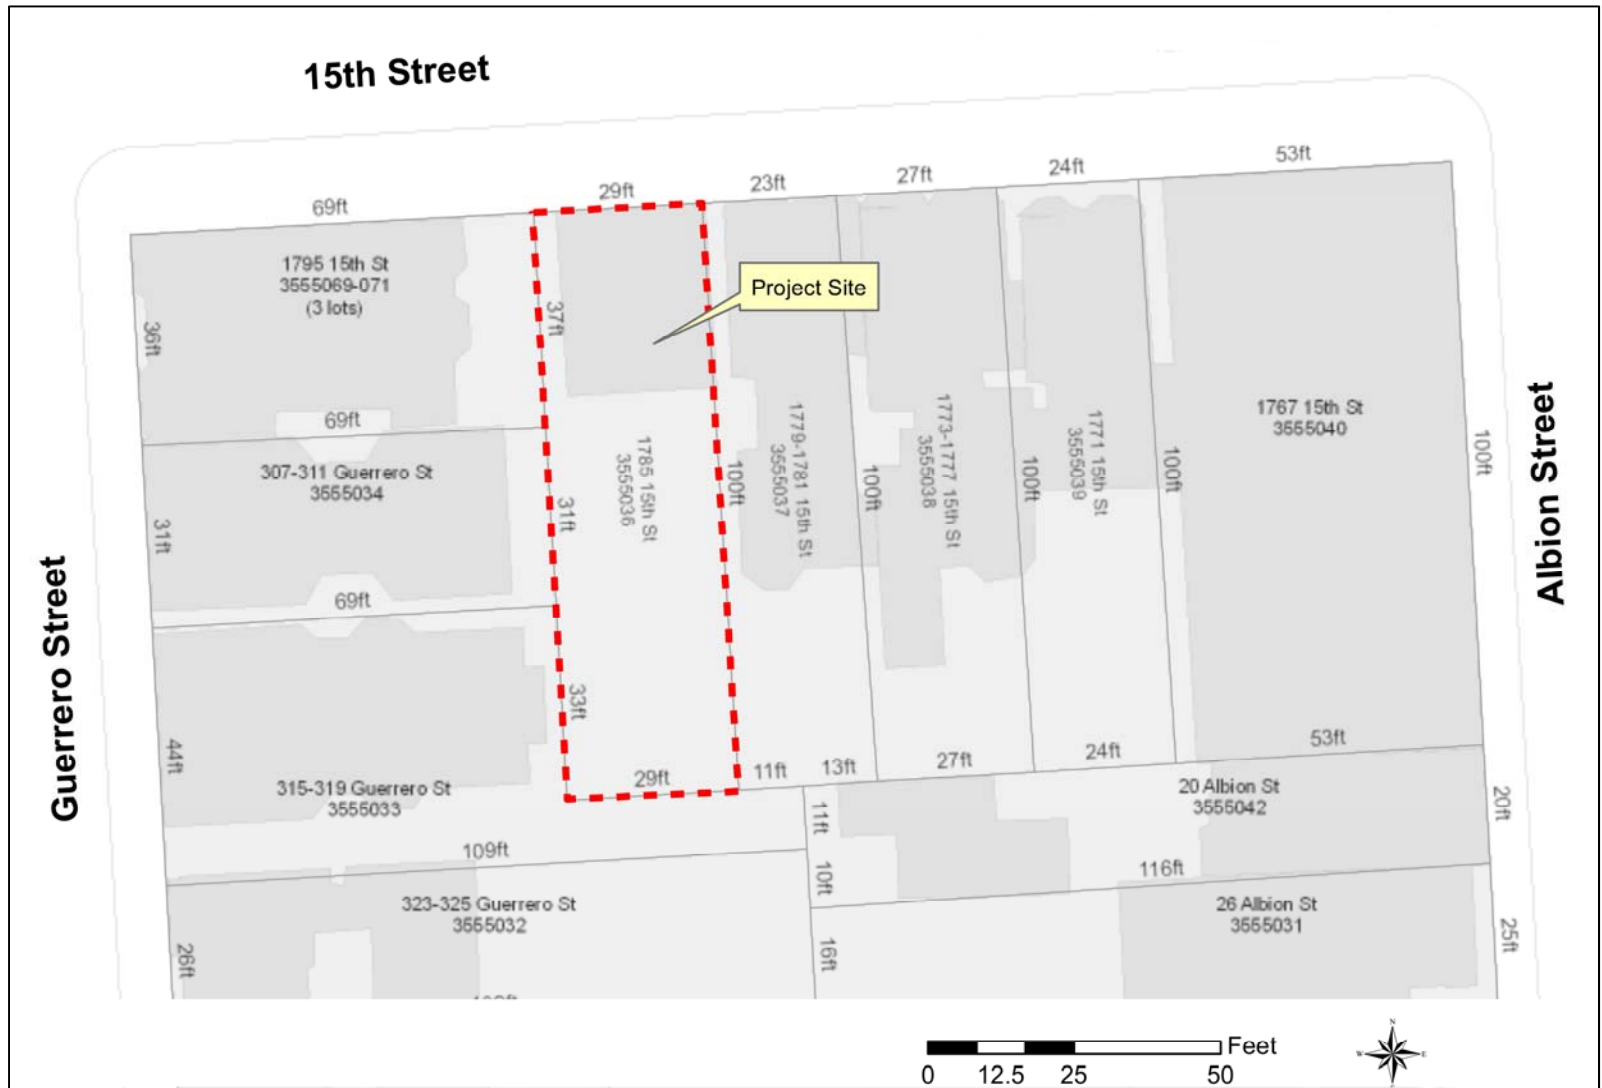 15th Street
53ft
24ft
27ft
23ft
29ft
69ft
1795 15th St
3555069-071
(3 lots)
Project Site
37ft
36ft
1767 15th St
3555040
Albion Street
69ft
307-311 Guerrero St
3555034
1785 15th St
3555036
100ft
1779-1781 15th St
3555037
100ft
1773-1777 15th St
3555038
100ft
1771 15th St
3555039
100ft
100ft
31ft
31ft
69ft
Guerrero Street
33ft
44ft
315-319 Guerrero St
3555033
29ft
11ft
13ft
27ft
24ft
53ft
20 Albion St
3555042
20ft
11ft
109ft
10ft
116ft
323-325 Guerrero St
3555032
26 Albion St
3555031
26ft
16ft
25ft
Feet
0 12.5 25 50
N
W
E